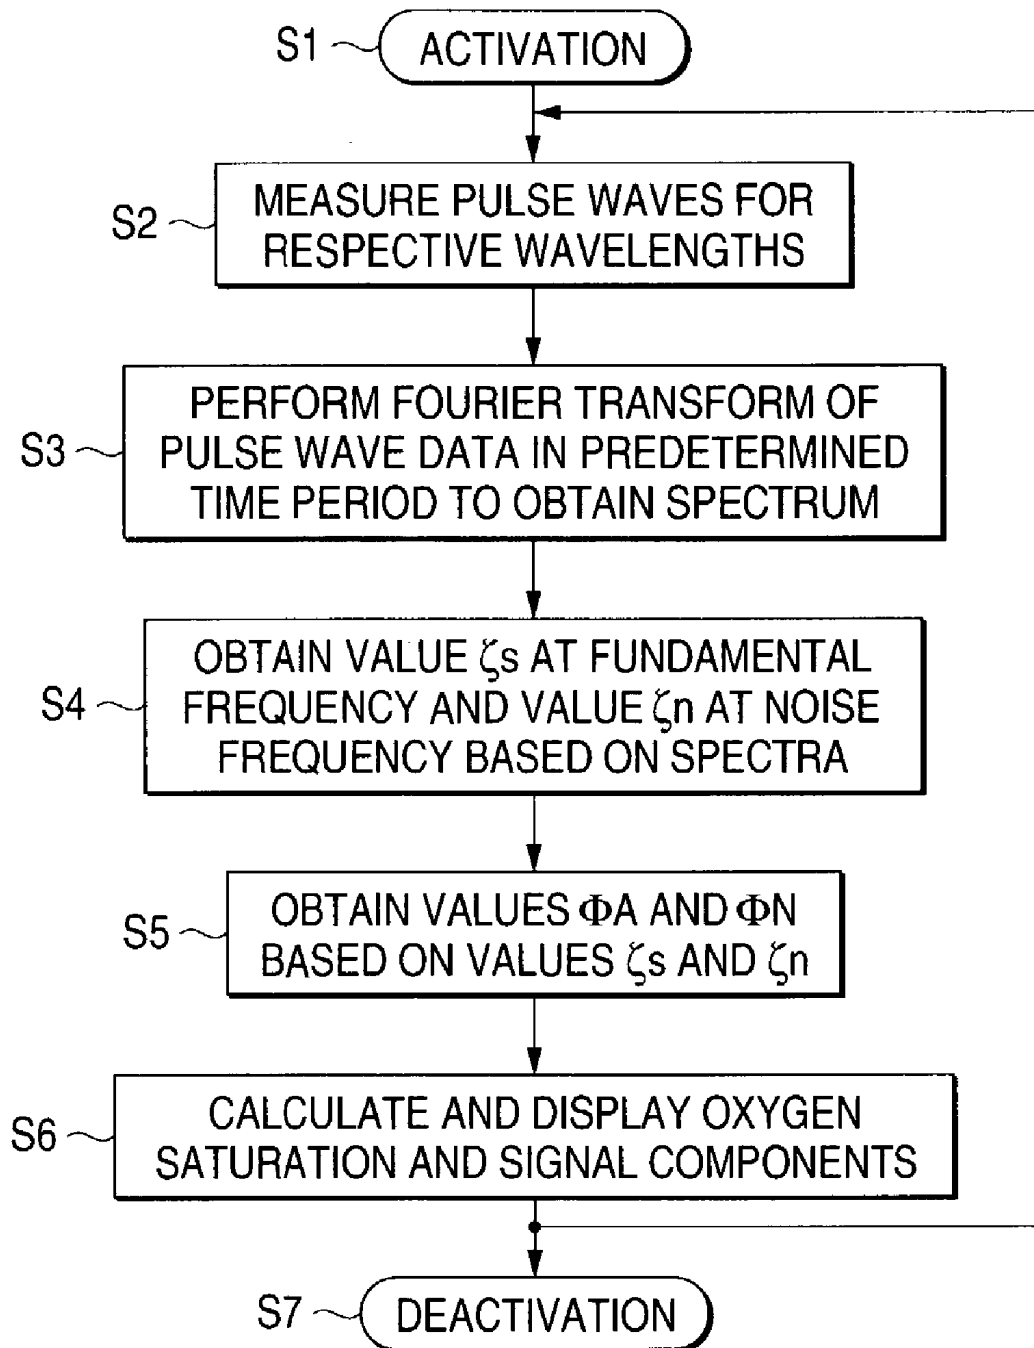 S1
ACTIVATION
S2
MEASURE PULSE WAVES FOR
RESPECTIVE WAVELENGTHS
S3
PERFORM FOURIER TRANSFORM OF
PULSE WAVE DATA IN PREDETERMINED
TIME PERIOD TO OBTAIN SPECTRUM
S4
OBTAIN VALUE ζs AT FUNDAMENTAL
FREQUENCY AND VALUE ζn AT NOISE
FREQUENCY BASED ON SPECTRA
S5
OBTAIN VALUES ΦA AND ΦN
BASED ON VALUES ζs AND ζn
S6
CALCULATE AND DISPLAY OXYGEN
SATURATION AND SIGNAL COMPONENTS
S7
DEACTIVATION